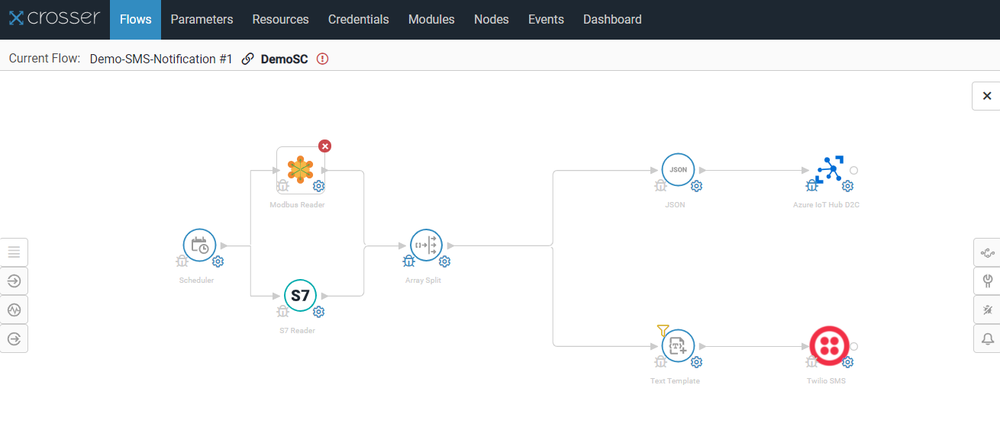 crosser Flows Parameters Resources Credentials Modules Nodes Events Dashboard
Current Flow: Demo-SMS-Notification #1 DemoSC
Modbus Reader
JSON
JSON
Azure IoT Hub D2C
Scheduler
Array Split
S7
S7 Reader
{T}
Text Template
Twilio SMS